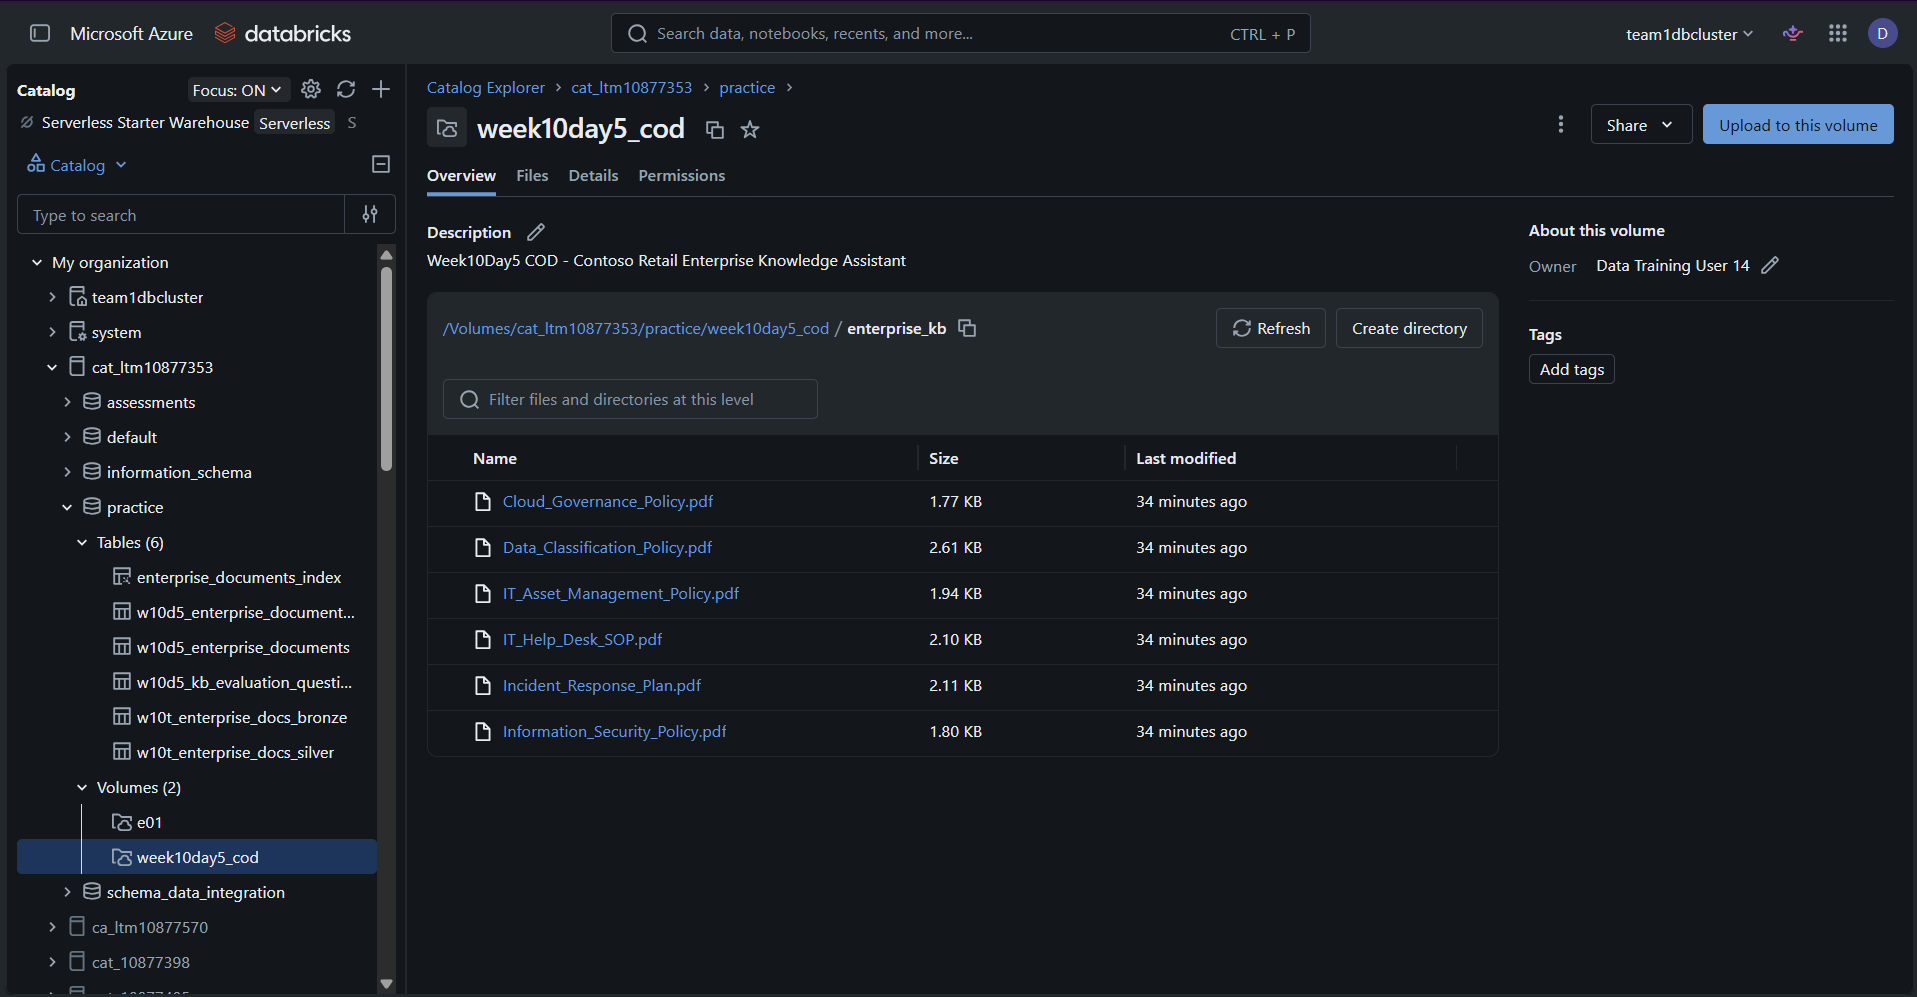 Microsoft Azure databricks
Search data, notebooks, recents, and more... CTRL + P
team1dbcluster
D
Catalog
Focus: ON
Serverless Starter Warehouse Serverless S
Catalog
Type to search
My organization
team1dbcluster
system
cat_ltm10877353
assessments
default
information_schema
practice
Tables (6)
enterprise_documents_index
w10d5_enterprise_document...
w10d5_enterprise_documents
w10d5_kb_evaluation_questi...
w10t_enterprise_docs_bronze
w10t_enterprise_docs_silver
Volumes (2)
e01
week10day5_cod
schema_data_integration
ca_ltm10877570
cat_10877398
Catalog Explorer > cat_ltm10877353 > practice >
week10day5_cod
Share
Upload to this volume
Overview Files Details Permissions
Description
Week10Day5 COD - Contoso Retail Enterprise Knowledge Assistant
/Volumes/cat_ltm10877353/practice/week10day5_cod / enterprise_kb
Refresh
Create directory
Filter files and directories at this level
Name Size Last modified
Cloud_Governance_Policy.pdf 1.77 KB 34 minutes ago
Data_Classification_Policy.pdf 2.61 KB 34 minutes ago
IT_Asset_Management_Policy.pdf 1.94 KB 34 minutes ago
IT_Help_Desk_SOP.pdf 2.10 KB 34 minutes ago
Incident_Response_Plan.pdf 2.11 KB 34 minutes ago
Information_Security_Policy.pdf 1.80 KB 34 minutes ago
About this volume
Owner Data Training User 14
Tags
Add tags